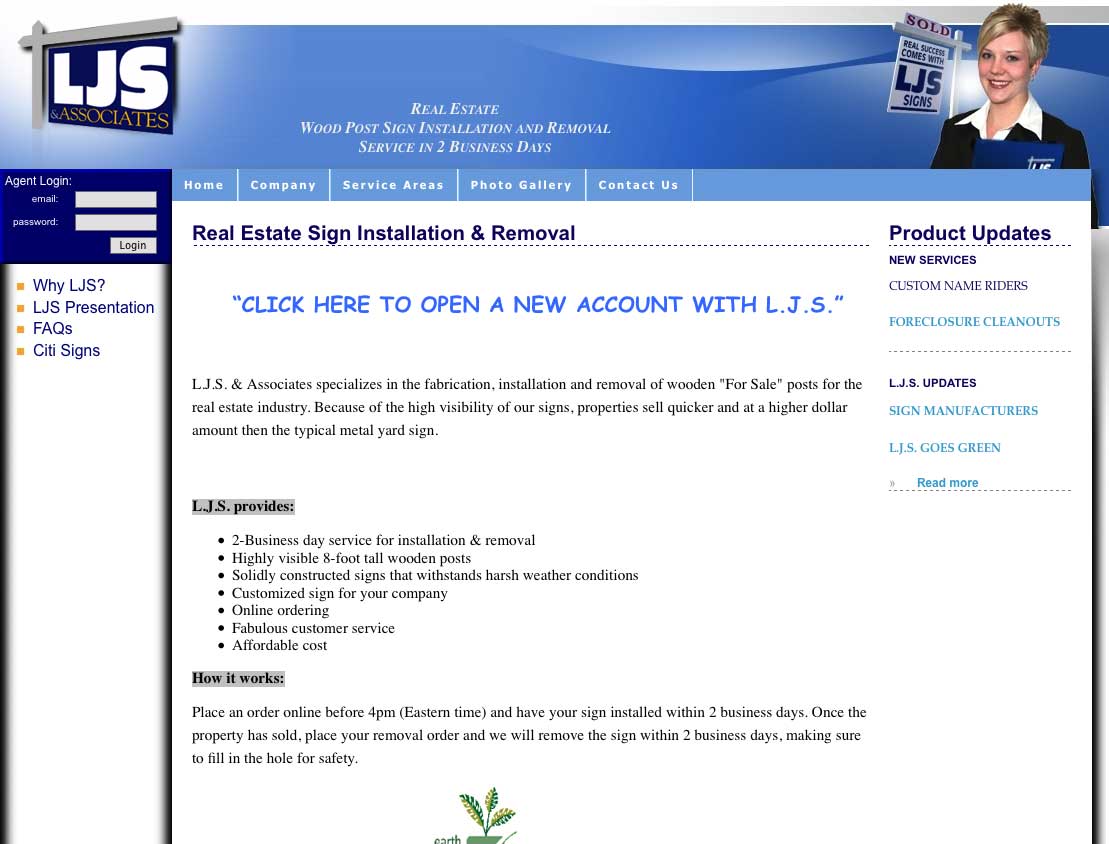 LJS
& ASSOCIATES
REAL ESTATE
WOOD POST SIGN INSTALLATION AND REMOVAL
SERVICE IN 2 BUSINESS DAYS
SOLD
REAL SUCCESS
COMES WITH
LJS
SIGNS
LJS
Agent Login:
email:
password:
Login
Home
Company
Service Areas
Photo Gallery
Contact Us
Why LJS?
LJS Presentation
FAQs
Citi Signs
Real Estate Sign Installation & Removal
“CLICK HERE TO OPEN A NEW ACCOUNT WITH L.J.S.”
L.J.S. & Associates specializes in the fabrication, installation and removal of wooden "For Sale" posts for the
real estate industry. Because of the high visibility of our signs, properties sell quicker and at a higher dollar
amount then the typical metal yard sign.
L.J.S. provides:
• 2-Business day service for installation & removal
• Highly visible 8-foot tall wooden posts
• Solidly constructed signs that withstands harsh weather conditions
• Customized sign for your company
• Online ordering
• Fabulous customer service
• Affordable cost
How it works:
Place an order online before 4pm (Eastern time) and have your sign installed within 2 business days. Once the
property has sold, place your removal order and we will remove the sign within 2 business days, making sure
to fill in the hole for safety.
earth
Product Updates
NEW SERVICES
CUSTOM NAME RIDERS
FORECLOSURE CLEANOUTS
L.J.S. UPDATES
SIGN MANUFACTURERS
L.J.S. GOES GREEN
» Read more